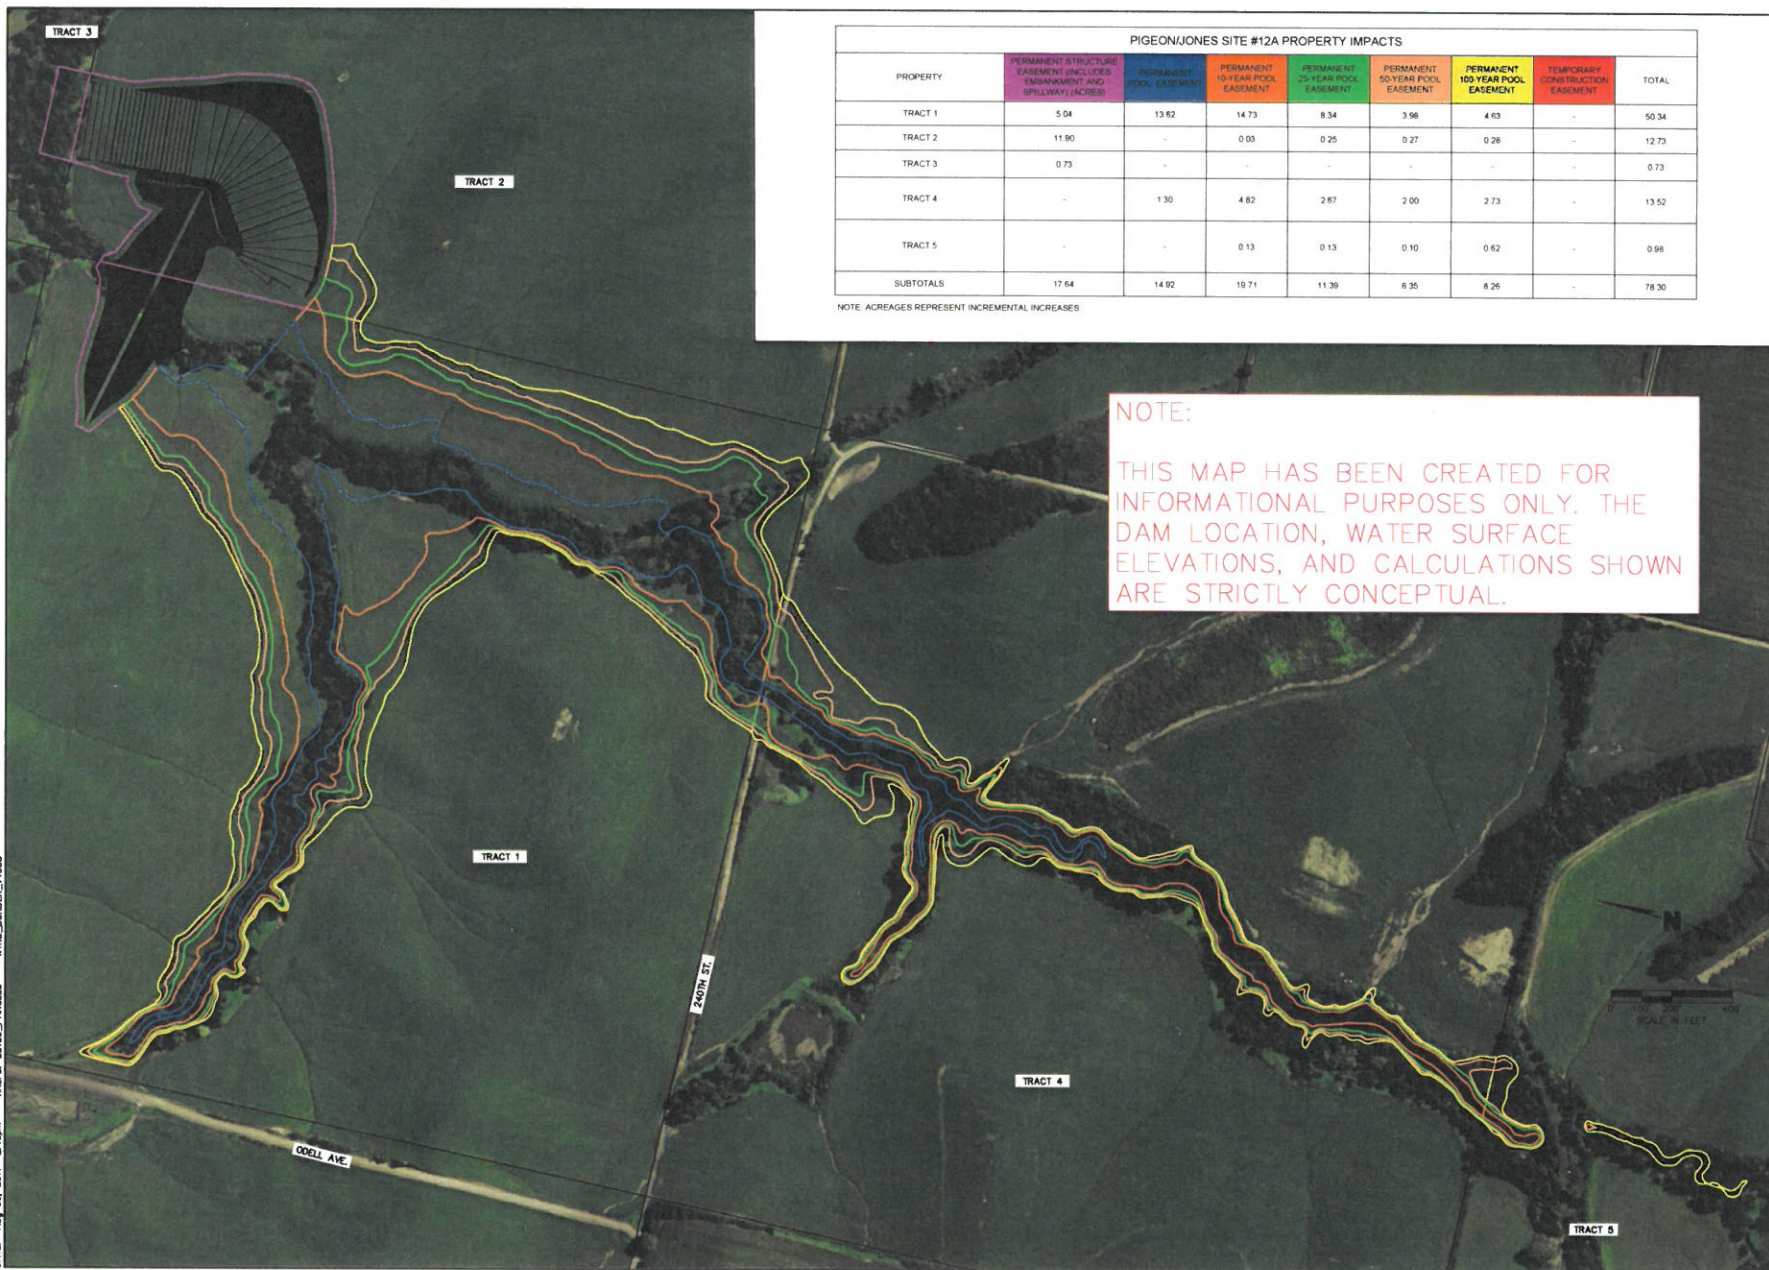 TRACT 3
PIGEON/JONES SITE #12A PROPERTY IMPACTS
PROPERTY
PERMANENT STRUCTURE EASEMENT (INCLUDES EMBANKMENT AND SPILLWAY) (ACRES)
PERMANENT POOL EASEMENT
PERMANENT 10-YEAR POOL EASEMENT
PERMANENT 25-YEAR POOL EASEMENT
PERMANENT 50-YEAR POOL EASEMENT
PERMANENT 100-YEAR POOL EASEMENT
TEMPORARY CONSTRUCTION EASEMENT
TOTAL
TRACT 1 5.04 13.62 14.73 8.34 3.98 4.63 - 50.34
TRACT 2 11.90 - 0.03 0.25 0.27 0.28 - 12.73
TRACT 3 0.73 - - - - - - 0.73
TRACT 4 - 1.30 4.82 2.67 2.00 2.73 - 13.52
TRACT 5 - - 0.13 0.13 0.10 0.62 - 0.98
SUBTOTALS 17.64 14.92 19.71 11.39 6.35 8.26 - 78.30
NOTE: ACREAGES REPRESENT INCREMENTAL INCREASES
TRACT 2
NOTE:
THIS MAP HAS BEEN CREATED FOR
INFORMATIONAL PURPOSES ONLY. THE
DAM LOCATION, WATER SURFACE
ELEVATIONS, AND CALCULATIONS SHOWN
ARE STRICTLY CONCEPTUAL.
TRACT 1
240TH ST.
N
0 100' 200' 400'
SCALE IN FEET
TRACT 4
ODELL AVE.
TRACT 5